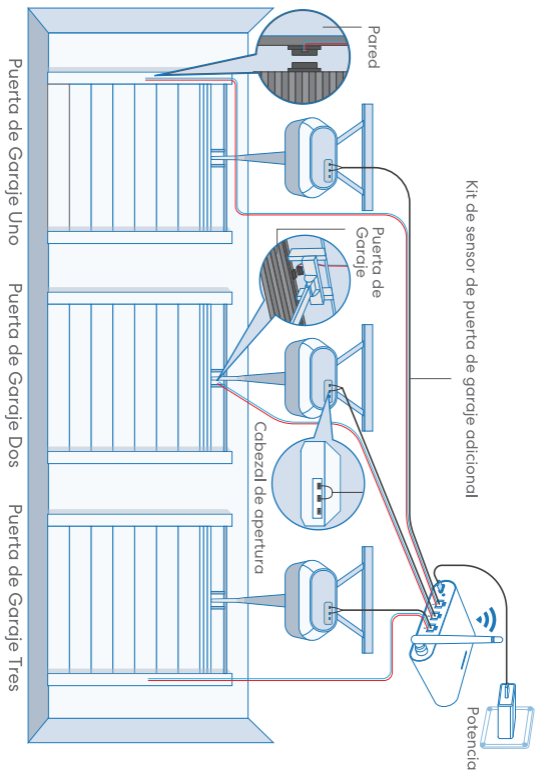 Kit de sensor de puerta de garaje adicional
Potencia
Pared
Puerta de
Garaje
Cabezal de apertura
Puerta de Garaje Uno
Puerta de Garaje Dos
Puerta de Garaje Tres